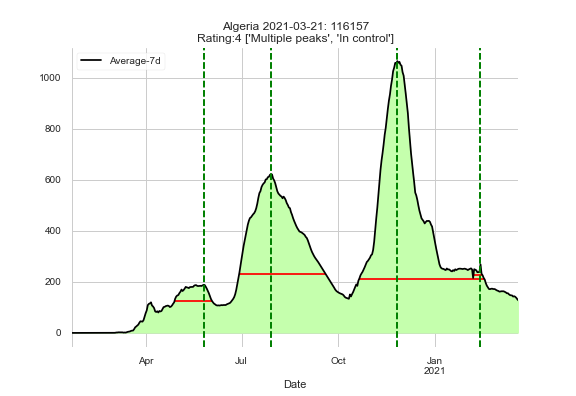 Algeria 2021-03-21: 116157
Rating:4 ['Multiple peaks', 'In control']
Average-7d
1000
800
600
400
200
0
Apr Jul Oct Jan
2021
Date